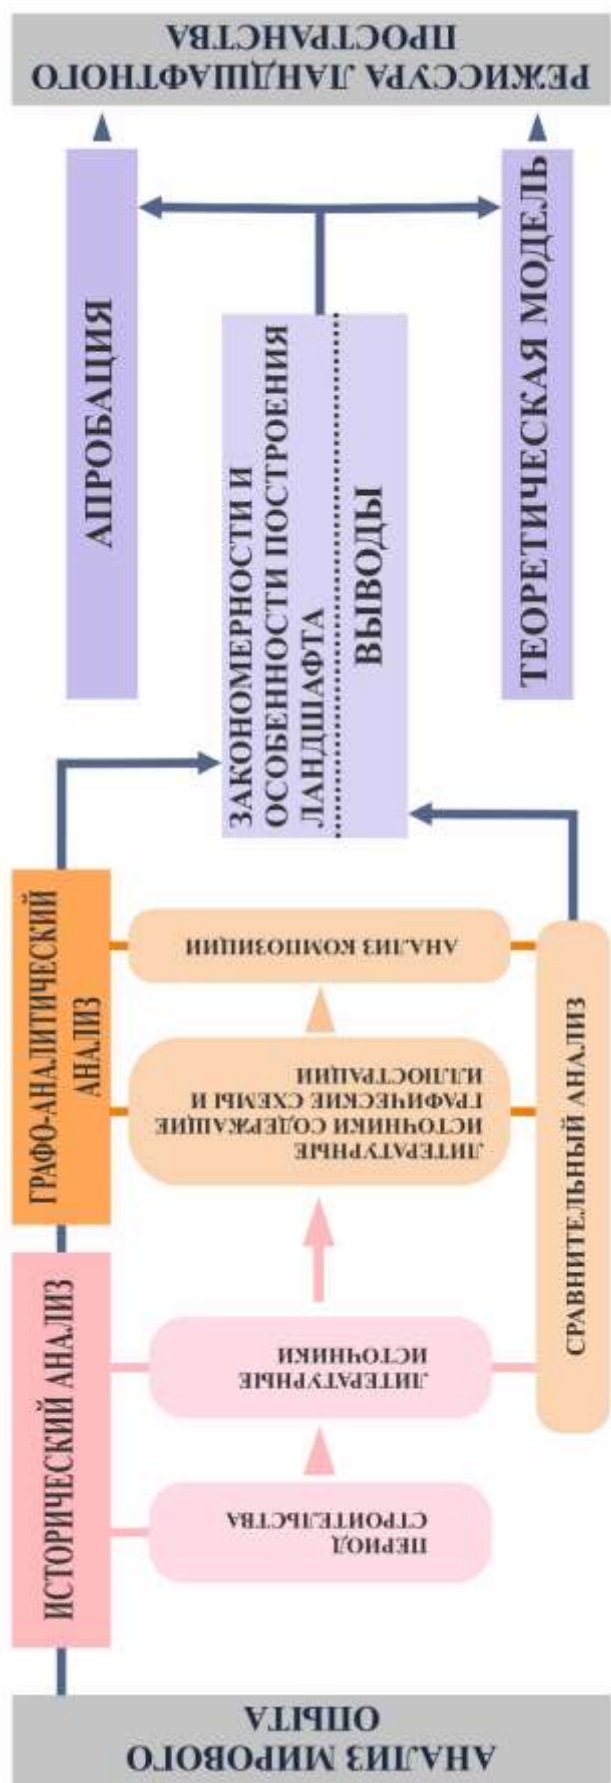 АНАЛИЗ МИРОВОГО
ОПЫТА
ИСТОРИЧЕСКИЙ АНАЛИЗ
ПЕРИОД
СТРОИТЕЛЬСТВА
ЛИТЕРАТУРНЫЕ
ИСТОЧНИКИ
ГРАФО-АНАЛИТИЧЕСКИЙ
АНАЛИЗ
ЛИТЕРАТУРНЫЕ
ИСТОЧНИКИ СОДЕРЖАЩИЕ
ГРАФИЧЕСКИЕ СХЕМЫ И
ИЛЛЮСТРАЦИИ
АНАЛИЗ КОМПОЗИЦИИ
СРАВНИТЕЛЬНЫЙ АНАЛИЗ
ЗАКОНОМЕРНОСТИ И
ОСОБЕННОСТИ ПОСТРОЕНИЯ
ЛАНДШАФТА
ВЫВОДЫ
АПРОБАЦИЯ
ТЕОРЕТИЧЕСКАЯ МОДЕЛЬ
РЕЖИССУРА ЛАНДШАФТНОГО
ПРОСТРАНСТВА